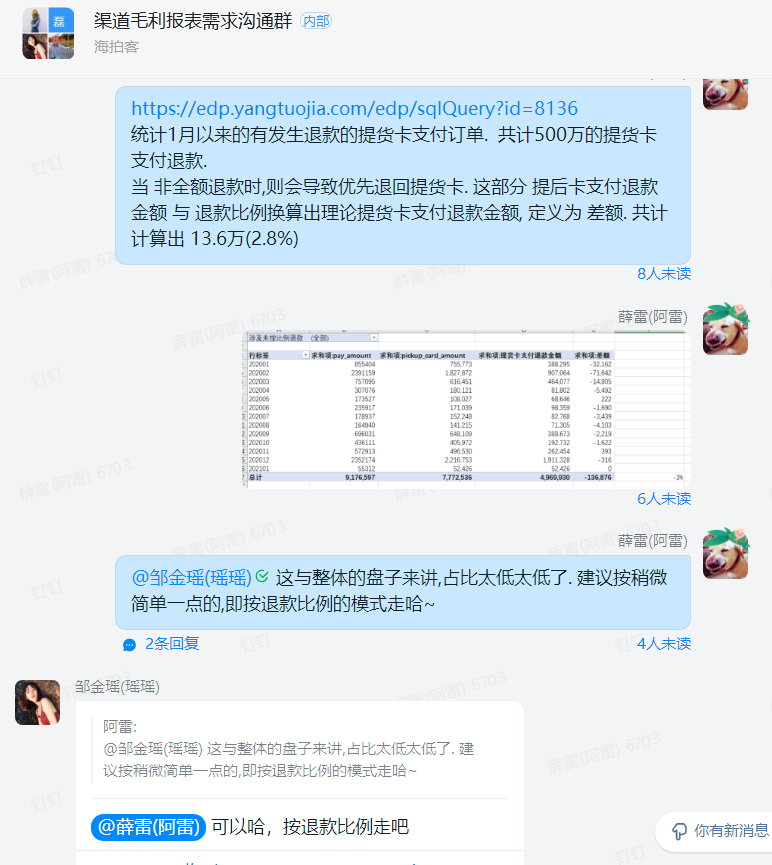 磊
渠道毛利报表需求沟通群 内部
海拍客
https://edp.yangtuojia.com/edp/sqlQuery?id=8136
统计1月以来的有发生退款的提货卡支付订单. 共计500万的提货卡
支付退款.
当 非全额退款时,则会导致优先退回提货卡. 这部分 提后卡支付退款
金额 与 退款比例换算出理论提货卡支付退款金额, 定义为 差额. 共计
计算出 13.6万(2.8%)
8人未读
薛雷(阿雷)
涉及未按比例退款 (全部)
行标签 求和项:pay_amount 求和项:pickup_card_amount 求和项:提货卡支付退款金额 求和项:差额
202001 855404 755,773 388,295 -32,162
202002 2391159 1,827,872 907,064 -71,642
202003 757095 616,451 464,077 -14,805
202004 307076 180,121 81,802 -5,492
202005 173527 108,027 68,646 222
202006 235917 171,039 98,359 -1,690
202007 178937 152,248 82,768 -3,439
202008 164940 141,215 71,305 -4,103
202009 696031 648,109 388,673 -2,219
202010 436111 405,972 192,732 -1,622
202011 572913 496,530 262,454 393
202012 2352174 2,216,753 1,911,328 -316
202101 55312 52,426 52,426 0
总计 9,176,597 7,772,536 4,969,930 -136,876 -3%
6人未读
薛雷(阿雷)
@邹金瑶(瑶瑶) 这与整体的盘子来讲,占比太低太低了. 建议按稍微
简单一点的,即按退款比例的模式走哈~
2条回复 4人未读
邹金瑶(瑶瑶)
阿雷:
@邹金瑶(瑶瑶) 这与整体的盘子来讲,占比太低太低了. 建
议按稍微简单一点的,即按退款比例的模式走哈~
@薛雷(阿雷) 可以哈，按退款比例走吧
你有新消息
钉钉
薛雷(阿雷) 6703